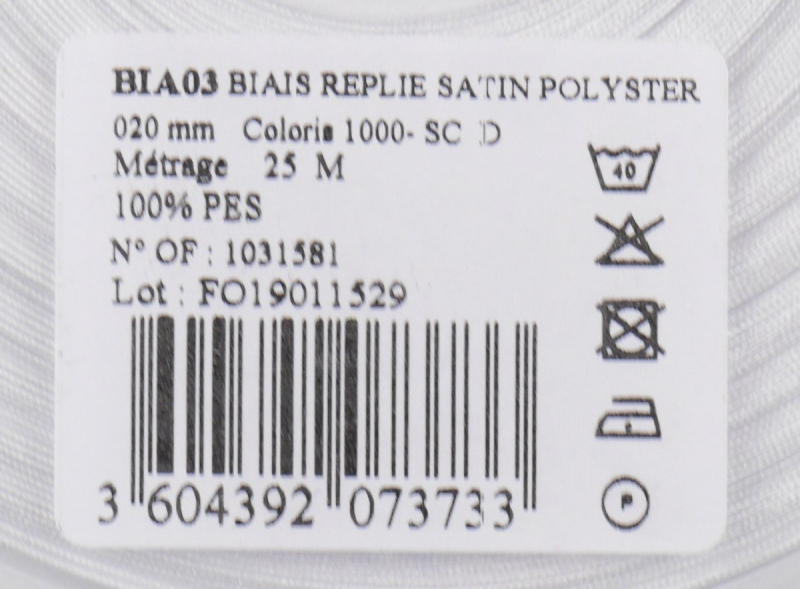 BIA03 BIAIS REPLIE SATIN POLYSTER
020 mm Coloris 1000- SC D
Métrage 25 M
100% PES
N° OF : 1031581
Lot : FO19011529
40
P
3 604392 073733